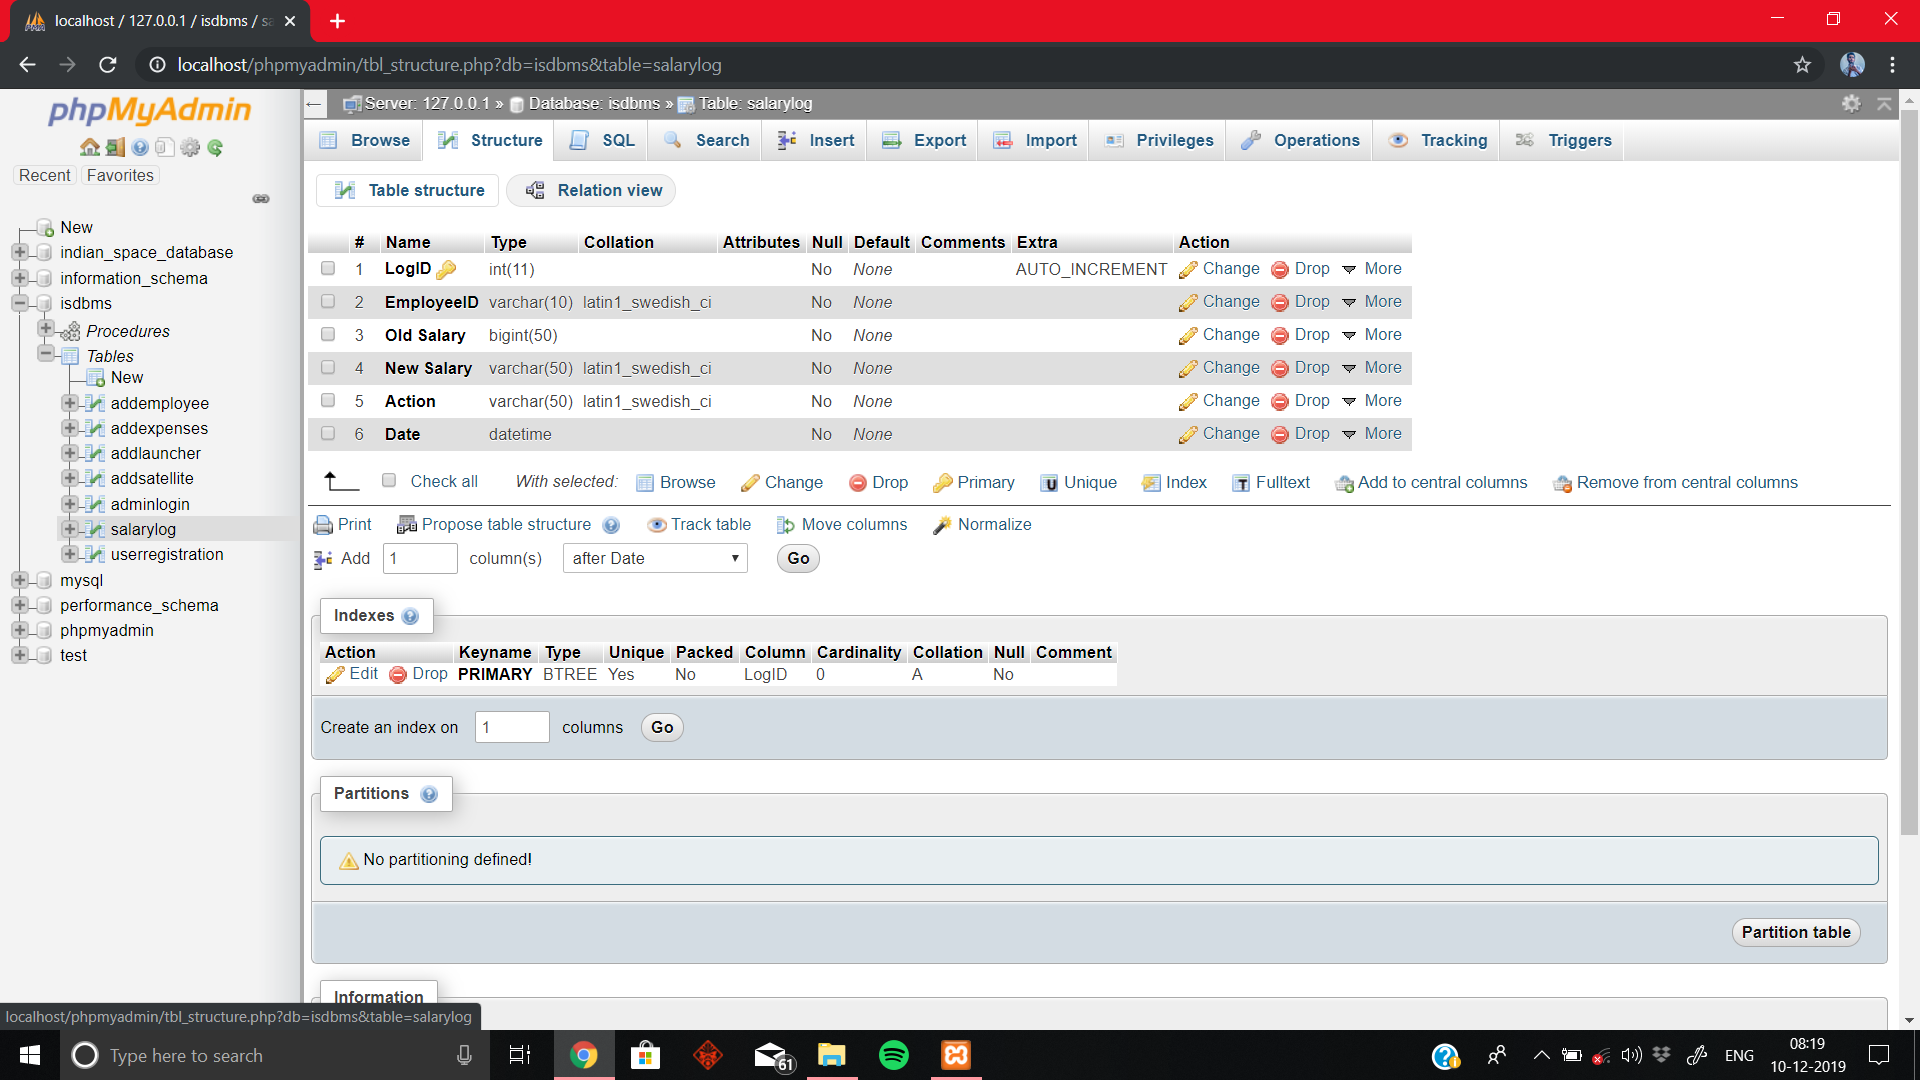 localhost / 127.0.0.1 / isdbms / sa
localhost/phpmyadmin/tbl_structure.php?db=isdbms&table=salarylog
phpMyAdmin
Recent Favorites
New
indian_space_database
information_schema
isdbms
Procedures
Tables
New
addemployee
addexpenses
addlauncher
addsatellite
adminlogin
salarylog
userregistration
mysql
performance_schema
phpmyadmin
test
Server: 127.0.0.1 » Database: isdbms » Table: salarylog
Browse Structure SQL Search Insert Export Import Privileges Operations Tracking Triggers
Table structure Relation view
# Name Type Collation Attributes Null Default Comments Extra Action
1 LogID int(11) No None AUTO_INCREMENT Change Drop More
2 EmployeeID varchar(10) latin1_swedish_ci No None Change Drop More
3 Old Salary bigint(50) No None Change Drop More
4 New Salary varchar(50) latin1_swedish_ci No None Change Drop More
5 Action varchar(50) latin1_swedish_ci No None Change Drop More
6 Date datetime No None Change Drop More
Check all With selected: Browse Change Drop Primary Unique Index Fulltext Add to central columns Remove from central columns
Print Propose table structure Track table Move columns Normalize
Add 1 column(s) after Date Go
Indexes
Action Keyname Type Unique Packed Column Cardinality Collation Null Comment
Edit Drop PRIMARY BTREE Yes No LogID 0 A No
Create an index on 1 columns Go
Partitions
No partitioning defined!
Partition table
Information
localhost/phpmyadmin/tbl_structure.php?db=isdbms&table=salarylog
Type here to search
61
ENG
08:19
10-12-2019